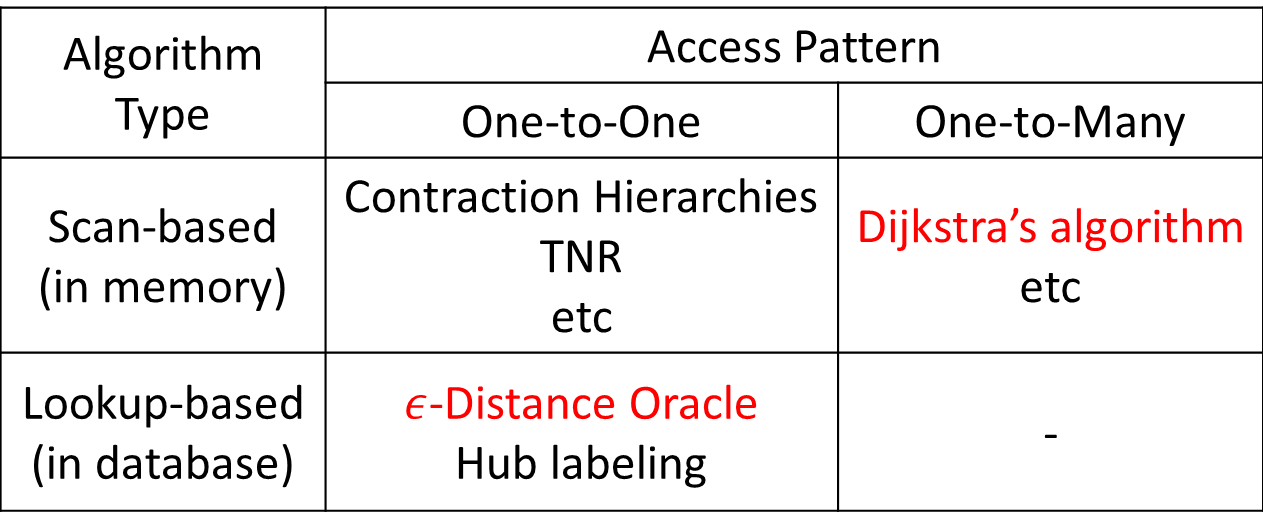 Algorithm
Type
Access Pattern
One-to-One
One-to-Many
Scan-based
(in memory)
Contraction Hierarchies
TNR
etc
Dijkstra’s algorithm
etc
Lookup-based
(in database)
ϵ-Distance Oracle
Hub labeling
-